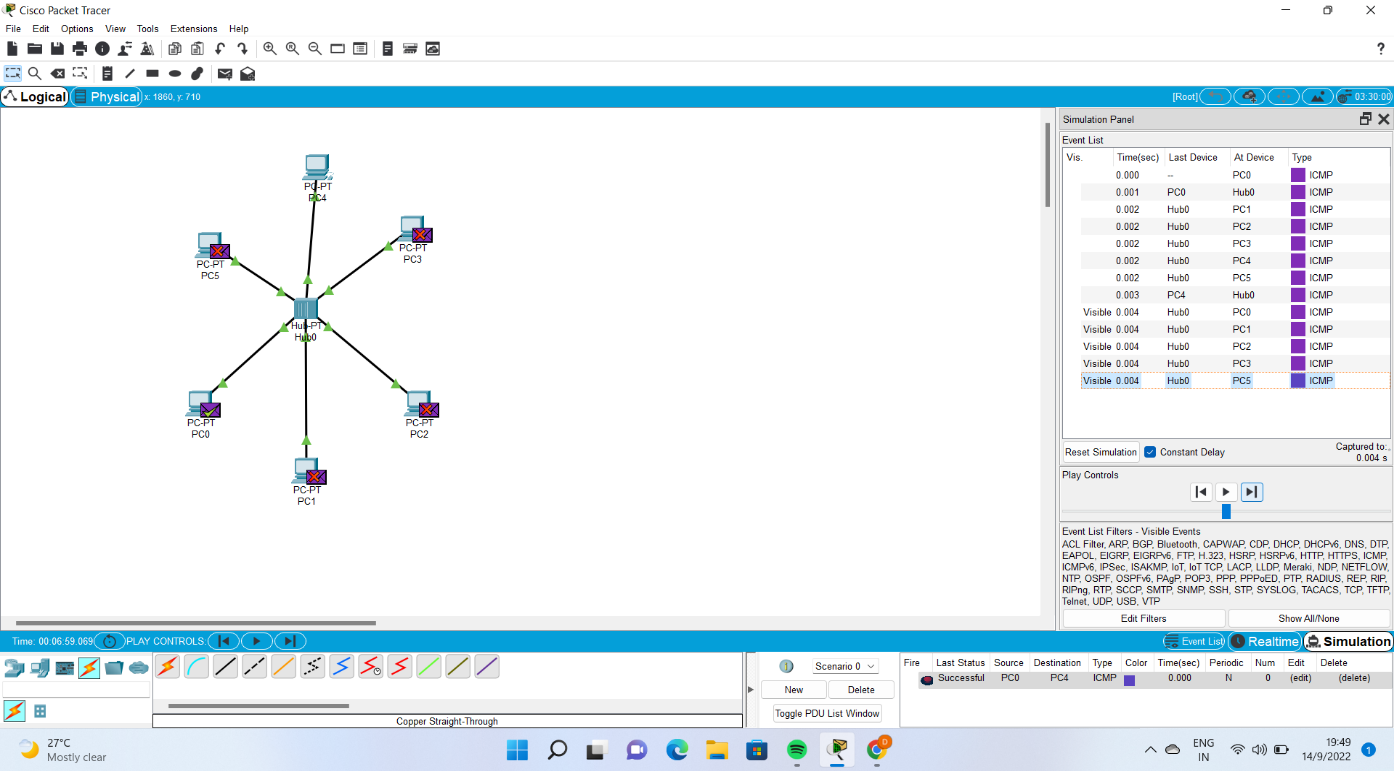 Cisco Packet Tracer
File Edit Options View Tools Extensions Help
Logical Physical x: 1860, y: 710 [Root] 03:30:00
PC-PT
PC4
PC-PT
PC3
PC-PT
PC5
Hub-PT
Hub0
PC-PT
PC0
PC-PT
PC2
PC-PT
PC1
Simulation Panel
Event List
Vis. Time(sec) Last Device At Device Type
0.000 -- PC0 ICMP
0.001 PC0 Hub0 ICMP
0.002 Hub0 PC1 ICMP
0.002 Hub0 PC2 ICMP
0.002 Hub0 PC3 ICMP
0.002 Hub0 PC4 ICMP
0.002 Hub0 PC5 ICMP
0.003 PC4 Hub0 ICMP
Visible 0.004 Hub0 PC0 ICMP
Visible 0.004 Hub0 PC1 ICMP
Visible 0.004 Hub0 PC2 ICMP
Visible 0.004 Hub0 PC3 ICMP
Visible 0.004 Hub0 PC5 ICMP
Reset Simulation Constant Delay Captured to:
0.004 s
Play Controls
Event List Filters - Visible Events
ACL Filter, ARP, BGP, Bluetooth, CAPWAP, CDP, DHCP, DHCPv6, DNS, DTP,
EAPOL, EIGRP, EIGRPv6, FTP, H.323, HSRP, HSRPv6, HTTP, HTTPS, ICMP,
ICMPv6, IPSec, ISAKMP, IoT, IoT TCP, LACP, LLDP, Meraki, NDP, NETFLOW,
NTP, OSPF, OSPFv6, PAgP, POP3, PPP, PPPoED, PTP, RADIUS, REP, RIP,
RIPng, RTP, SCCP, SMTP, SNMP, SSH, STP, SYSLOG, TACACS, TCP, TFTP,
Telnet, UDP, USB, VTP
Edit Filters Show All/None
Time: 00:06:59.069 PLAY CONTROLS: Event List Realtime Simulation
Scenario 0
New Delete
Toggle PDU List Window
Fire Last Status Source Destination Type Color Time(sec) Periodic Num Edit Delete
Successful PC0 PC4 ICMP 0.000 N 0 (edit) (delete)
Copper Straight-Through
27°C
Mostly clear
ENG
IN
19:49
14/9/2022
1